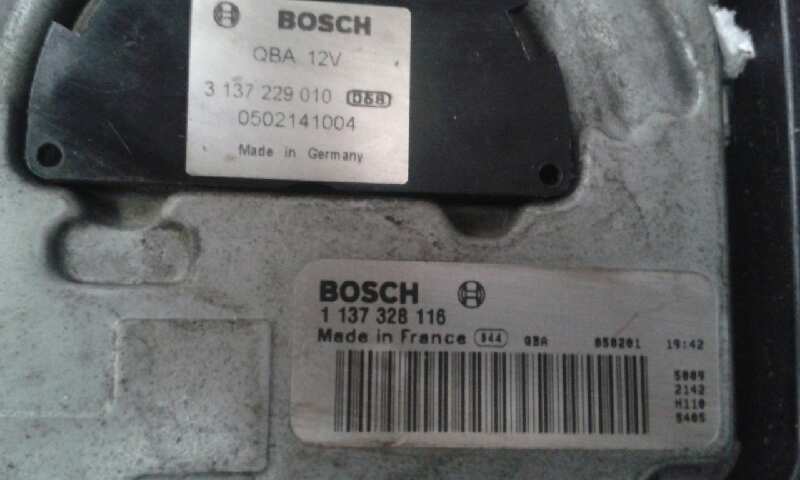 BOSCH
QBA 12V
3 137 229 010 068
0502141004
Made in Germany
BOSCH
1 137 328 116
Made in France 944 QBA 050201 19:42
5009
2142
H110
5405